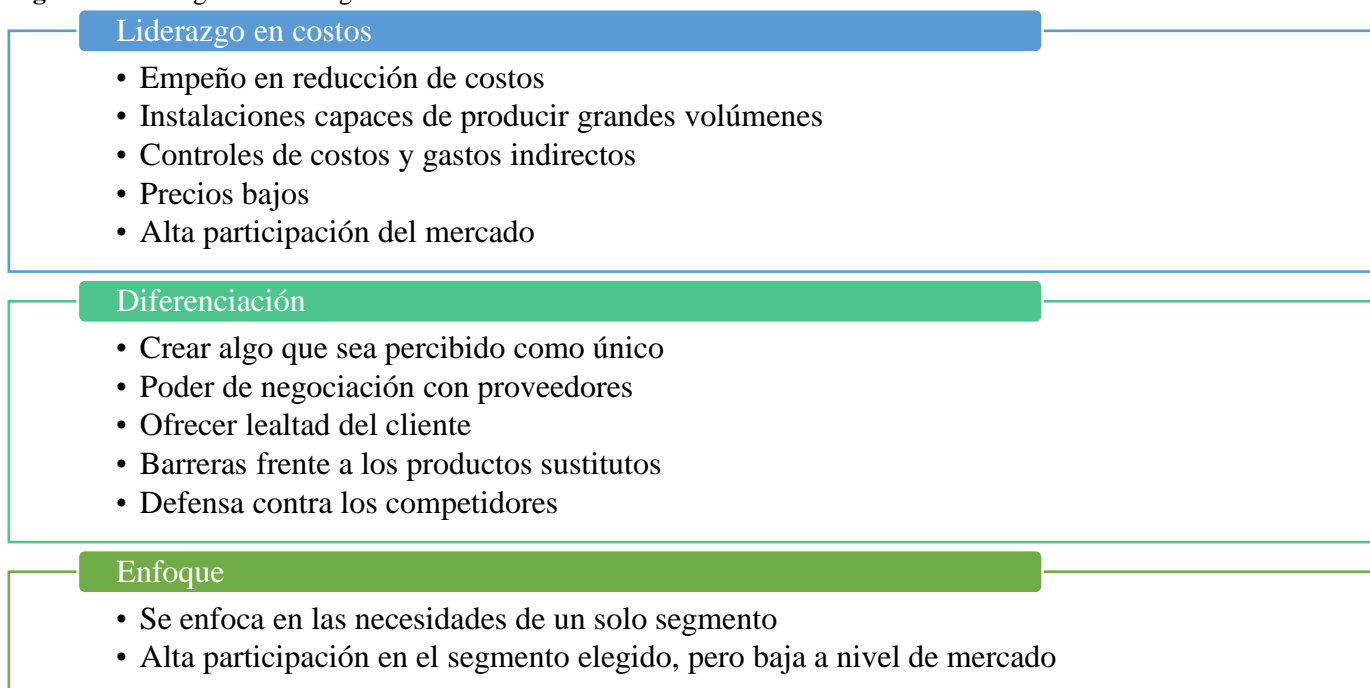 Liderazgo en costos
• Empeño en reducción de costos
• Instalaciones capaces de producir grandes volúmenes
• Controles de costos y gastos indirectos
• Precios bajos
• Alta participación del mercado
Diferenciación
• Crear algo que sea percibido como único
• Poder de negociación con proveedores
• Ofrecer lealtad del cliente
• Barreras frente a los productos sustitutos
• Defensa contra los competidores
Enfoque
• Se enfoca en las necesidades de un solo segmento
• Alta participación en el segmento elegido, pero baja a nivel de mercado